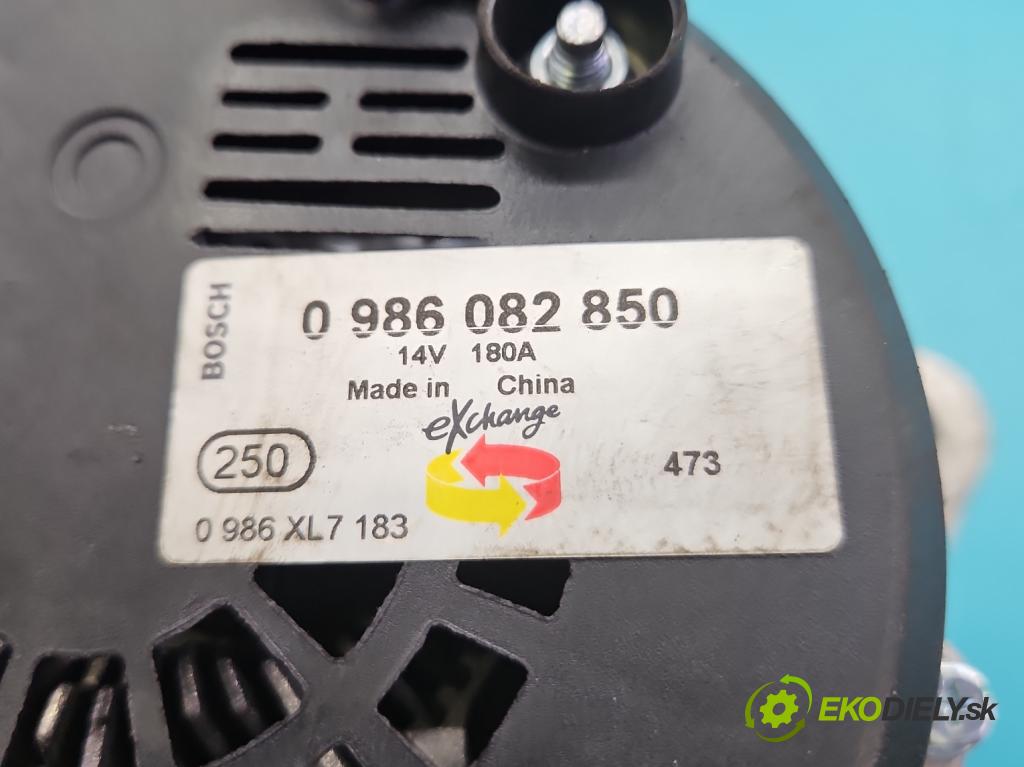 BOSCH
0 986 082 850
14V 180A
Made in China
eXchange
250
473
0 986 XL7 183
EKODIELY.sk